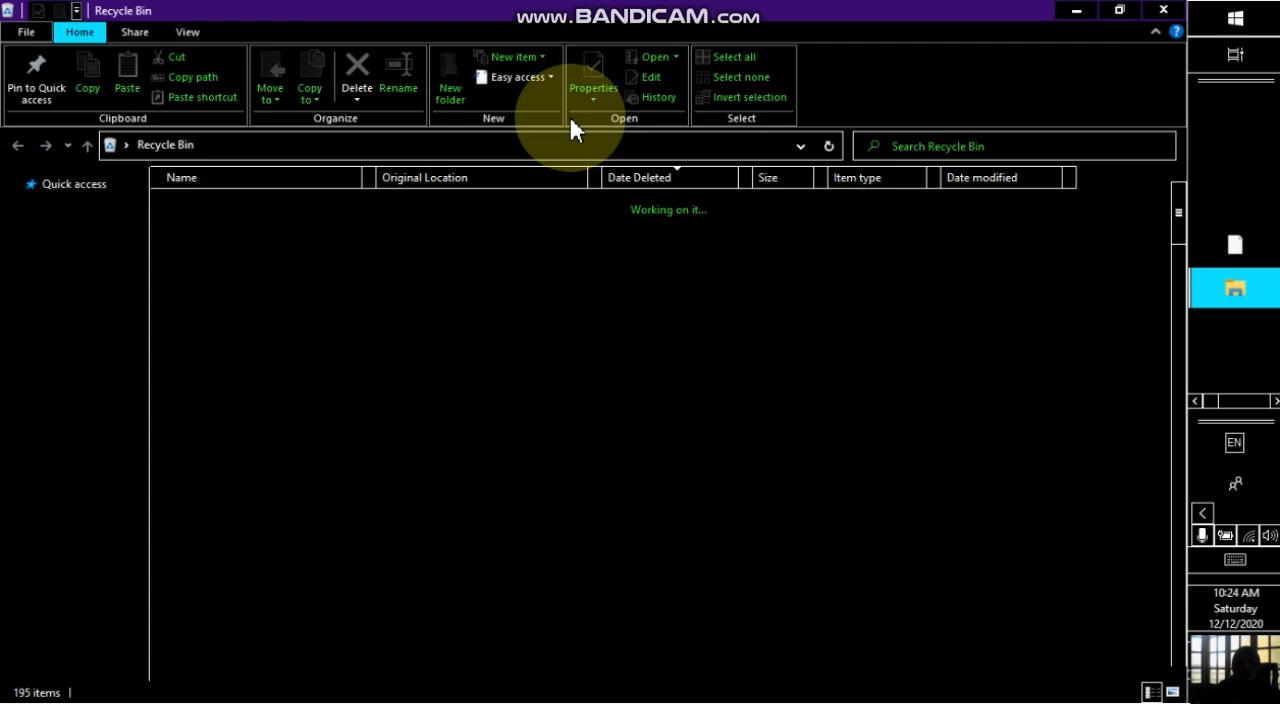 Recycle Bin
www.BANDICAM.com
File
Home
Share
View
Pin to Quick access
Copy
Paste
Cut
Copy path
Paste shortcut
Clipboard
Move to
Copy to
Delete
Rename
Organize
New folder
New item
Easy access
New
Properties
Open
Edit
History
Open
Select all
Select none
Invert selection
Select
Recycle Bin
Search Recycle Bin
Quick access
Name
Original Location
Date Deleted
Size
Item type
Date modified
Working on it...
EN
10:24 AM
Saturday
12/12/2020
195 items